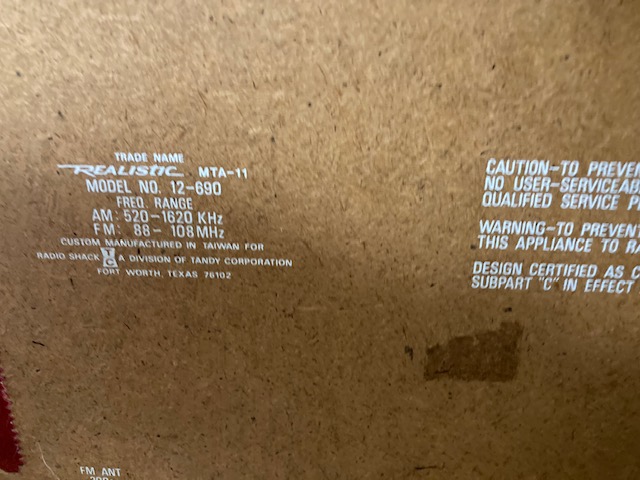 TRADE NAME
REALISTIC MTA-11
MODEL NO. 12-690
FREQ. RANGE
AM: 520-1620 KHz
FM: 88- 108MHz
CUSTOM MANUFACTURED IN TAIWAN FOR
RADIO SHACK TC A DIVISION OF TANDY CORPORATION
FORT WORTH, TEXAS 76102
CAUTION-TO PREVEN
NO USER-SERVICEAB
QUALIFIED SERVICE P
WARNING-TO PREVENT
THIS APPLIANCE TO RA
DESIGN CERTIFIED AS C
SUBPART "C" IN EFFECT
FM ANT